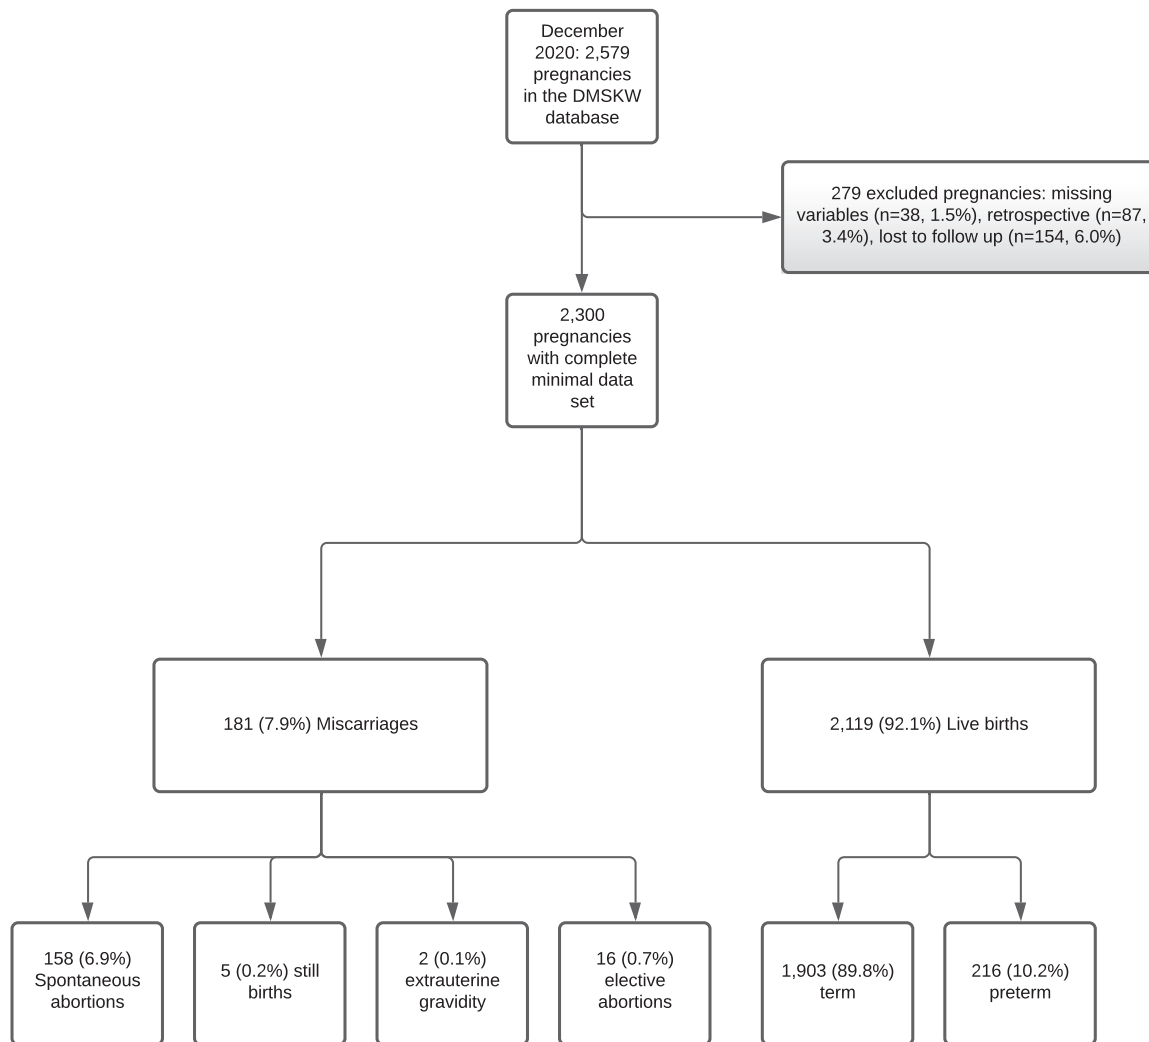 December
2020: 2,579
pregnancies
in the DMSKW
database
279 excluded pregnancies: missing
variables (n=38, 1.5%), retrospective (n=87,
3.4%), lost to follow up (n=154, 6.0%)
2,300
pregnancies
with complete
minimal data
set
181 (7.9%) Miscarriages
2,119 (92.1%) Live births
158 (6.9%)
Spontaneous
abortions
5 (0.2%) still
births
2 (0.1%)
extrauterine
gravidity
16 (0.7%)
elective
abortions
1,903 (89.8%)
term
216 (10.2%)
preterm